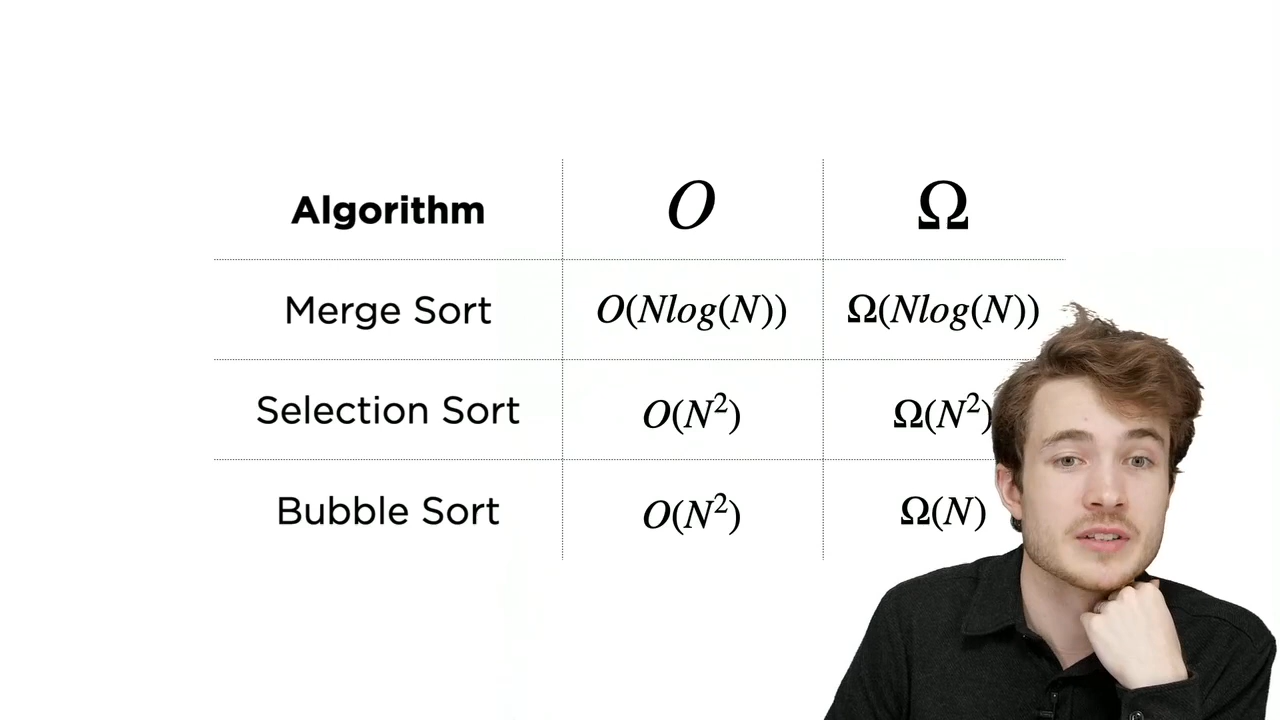 Algorithm O Ω
Merge Sort O(Nlog(N)) Ω(Nlog(N))
Selection Sort O(N²) Ω(N²)
Bubble Sort O(N²) Ω(N)